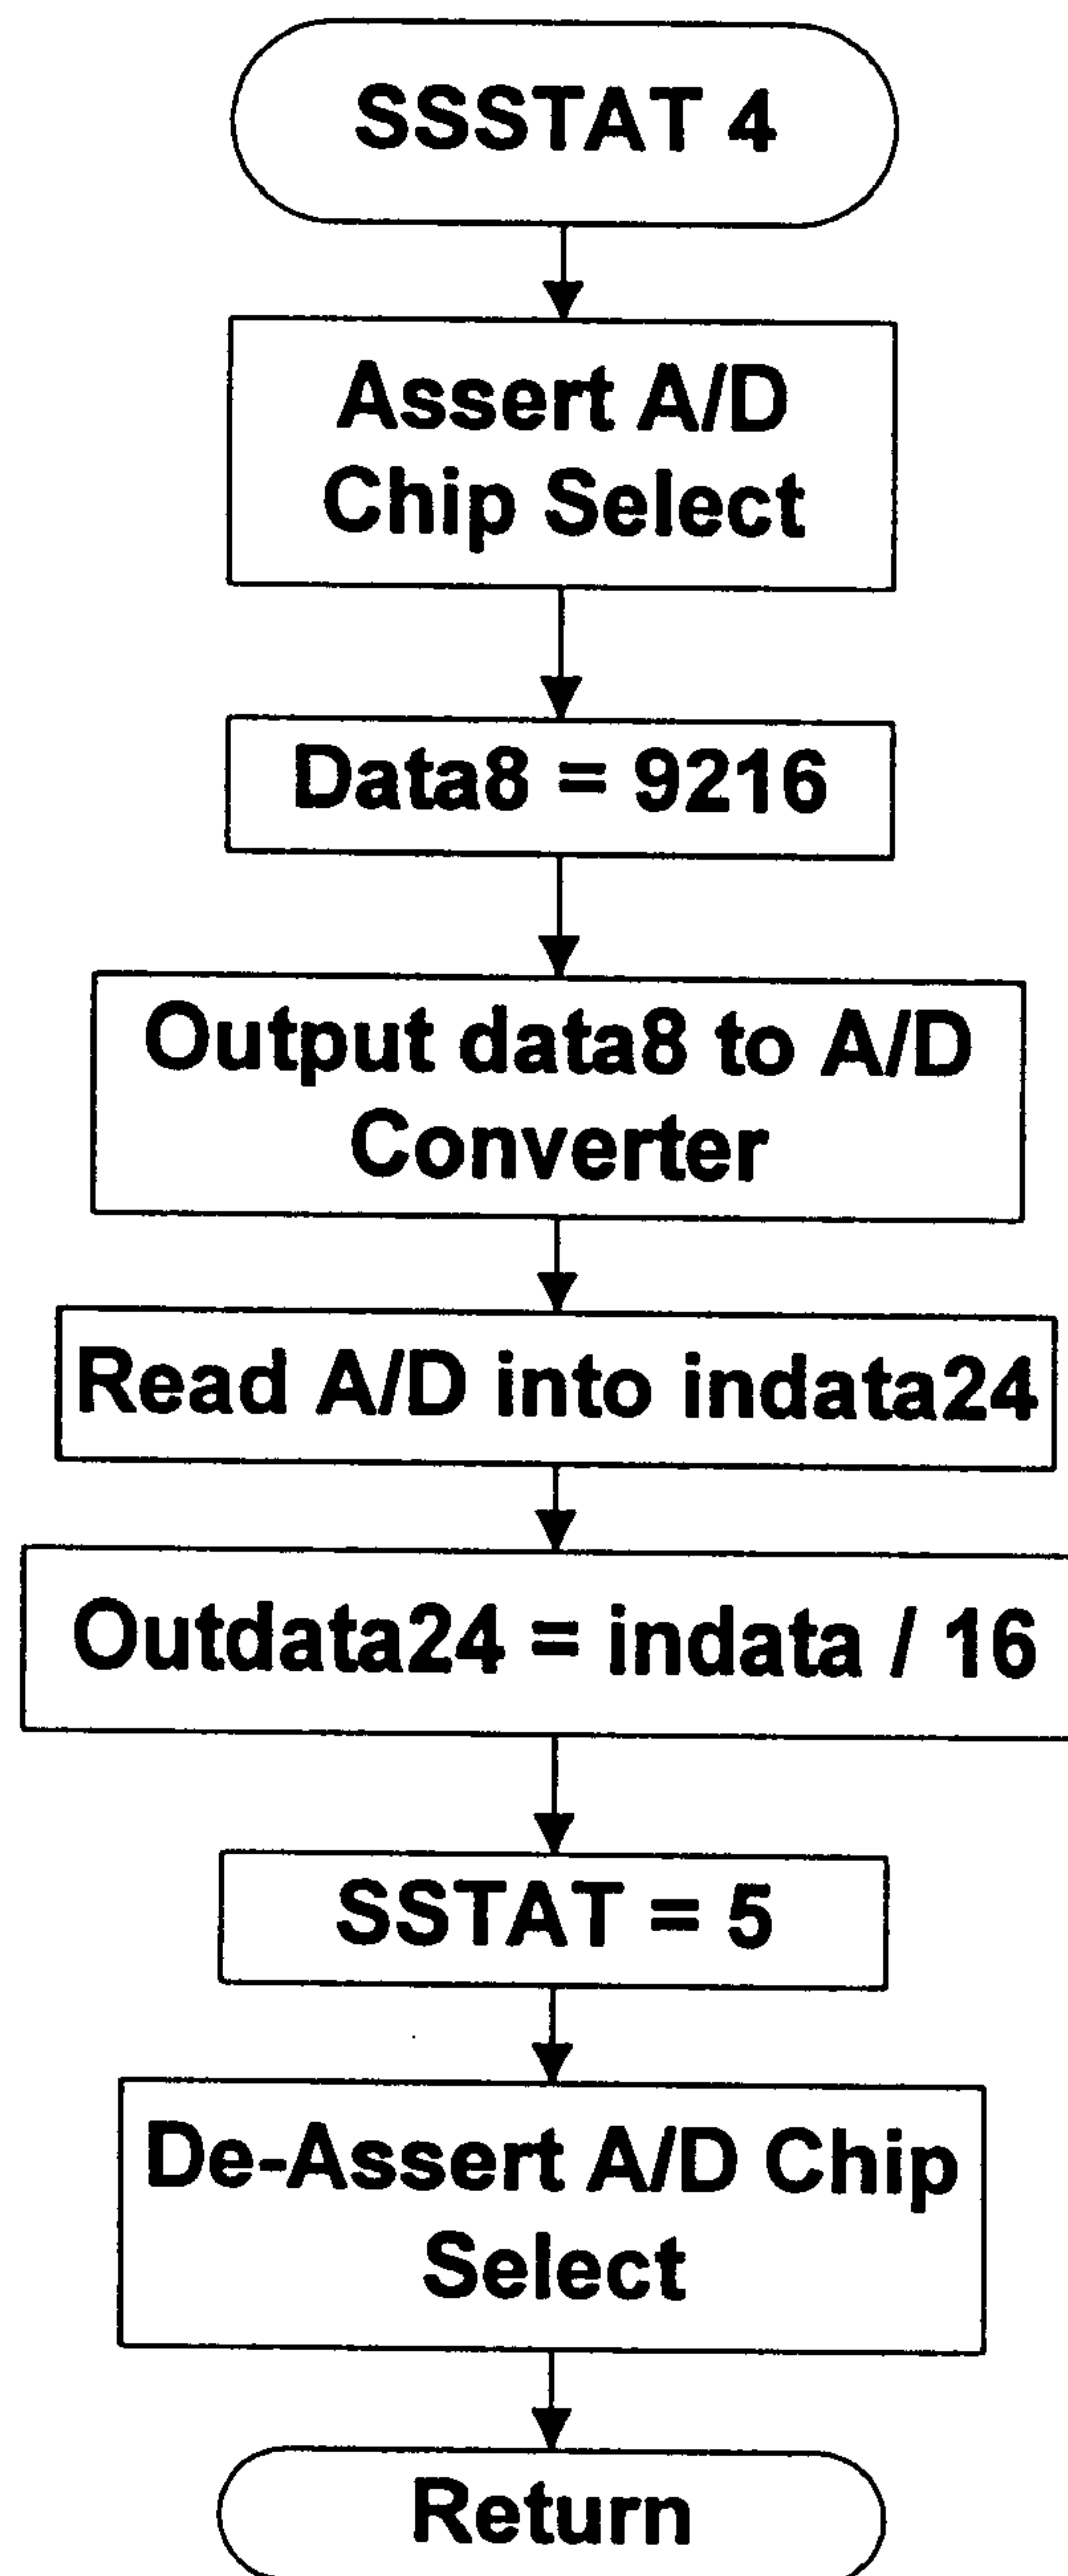 SSSTAT 4
Assert A/D
Chip Select
Data8 = 9216
Output data8 to A/D
Converter
Read A/D into indata24
Outdata24 = indata / 16
SSTAT = 5
De-Assert A/D Chip
Select
Return